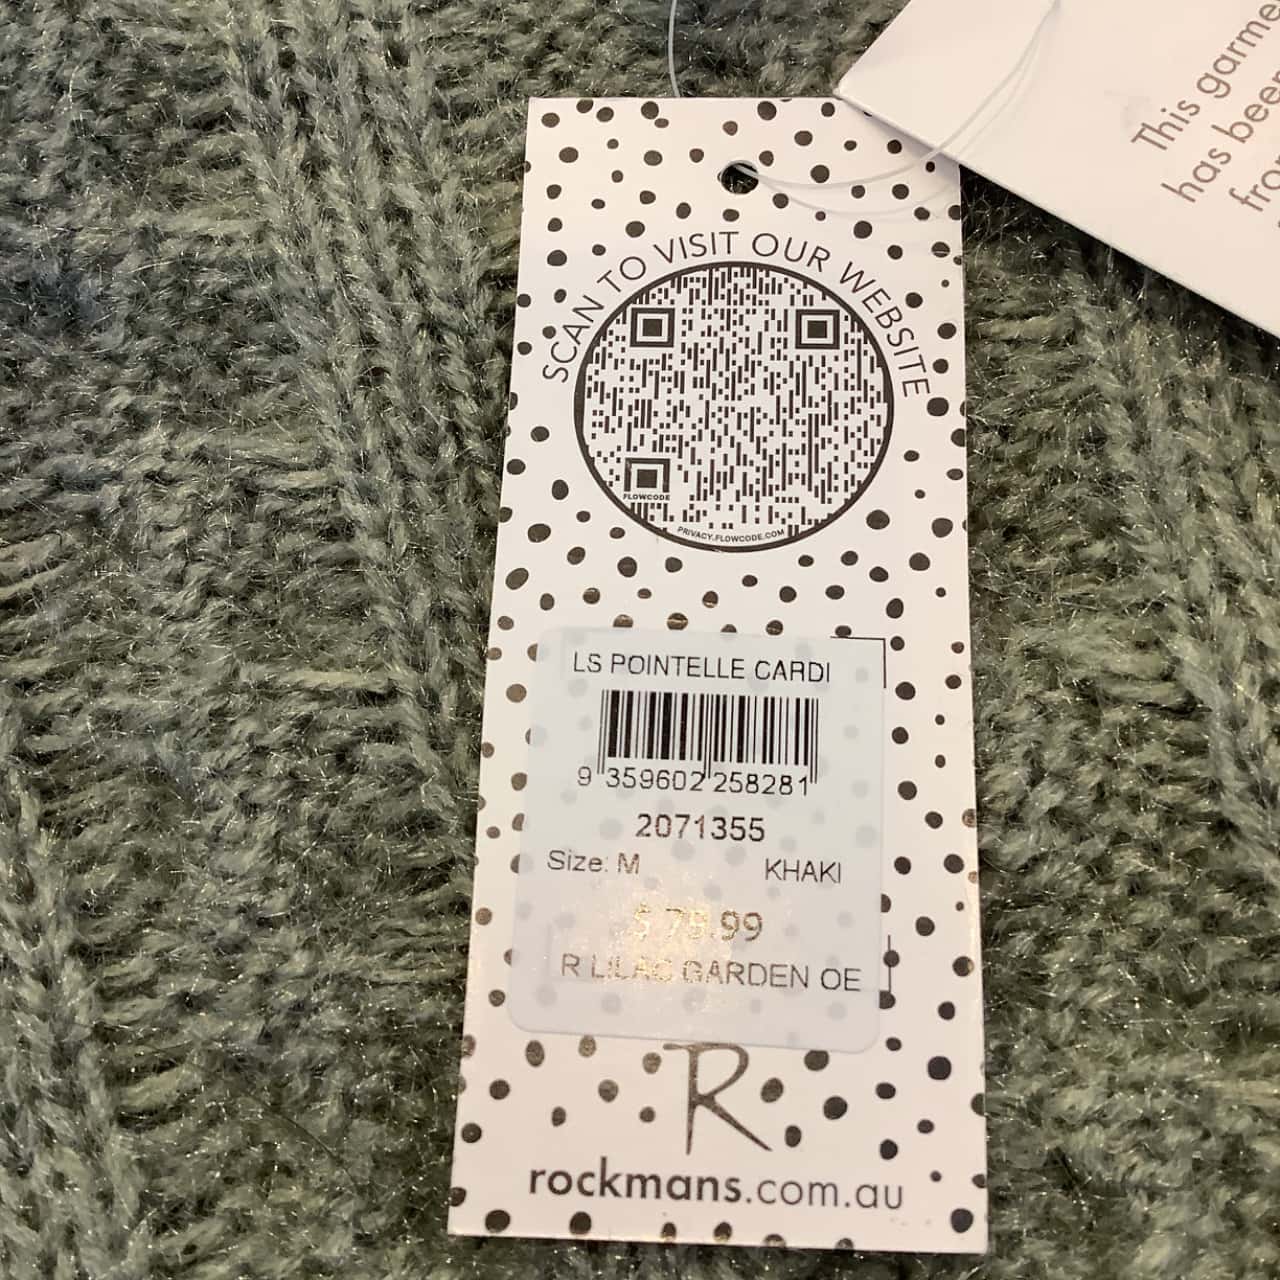 This garme
has been
fro
SCAN TO VISIT OUR WEBSITE
FLOWCODE
PRIVACY.FLOWCODE.COM
LS POINTELLE CARDI
9 359602 258281
2071355
Size: M KHAKI
$ 79.99
R LILAC GARDEN OE
R
rockmans.com.au